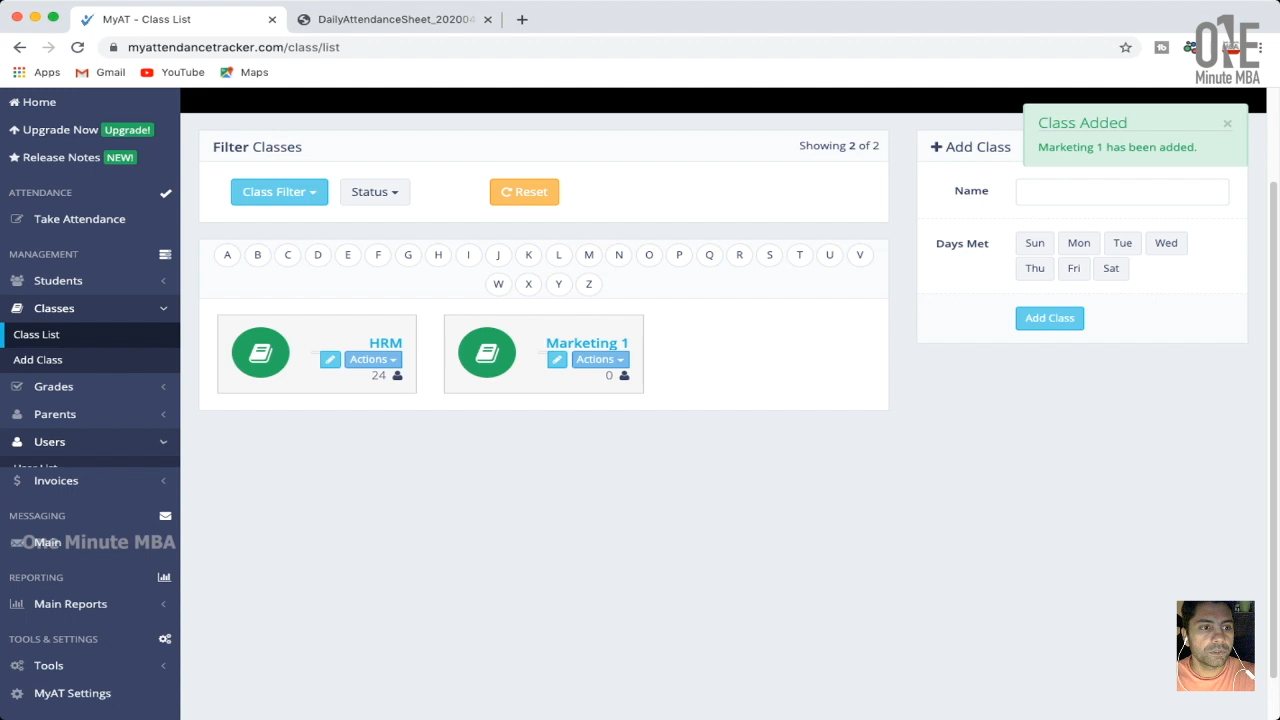 MyAT - Class List
DailyAttendanceSheet_202004
myattendancetracker.com/class/list
Apps
Gmail
YouTube
Maps
ONE
Minute MBA
Home
Upgrade Now Upgrade!
Release Notes NEW!
ATTENDANCE
Take Attendance
MANAGEMENT
Students
Classes
Class List
Add Class
Grades
Parents
Users
User List
Invoices
MESSAGING
Main
One Minute MBA
REPORTING
Main Reports
TOOLS & SETTINGS
Tools
MyAT Settings
Filter Classes
Showing 2 of 2
Class Filter
Status
Reset
A B C D E F G H I J K L M N O P Q R S T U V
W X Y Z
HRM
Actions
24
Marketing 1
Actions
0
Add Class
Class Added
Marketing 1 has been added.
Name
Days Met
Sun Mon Tue Wed
Thu Fri Sat
Add Class